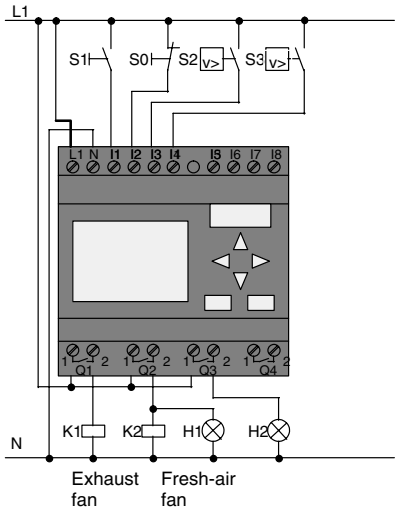 L1
S1 S0 S2 v> S3 v>
L1 N I1 I2 I3 I4 I5 I6 I7 I8
1 2 1 2 1 2 1 2
Q1 Q2 Q3 Q4
K1 K2 H1 H2
N
Exhaust fan
Fresh-air fan